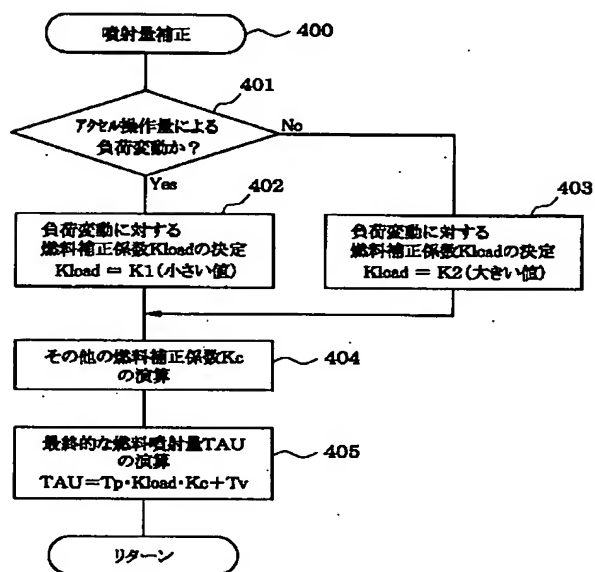 噴射量補正
400
401
アクセル操作量による
負荷変動か?
No
Yes
402
403
負荷変動に対する
燃料補正係数Kloadの決定
Kload = K1(小さい値)
負荷変動に対する
燃料補正係数Kloadの決定
Kload = K2(大きい値)
その他の燃料補正係数Kc
の演算
404
最終的な燃料噴射量TAU
の演算
TAU=Tp・Kload・Kc+Tv
405
リターン